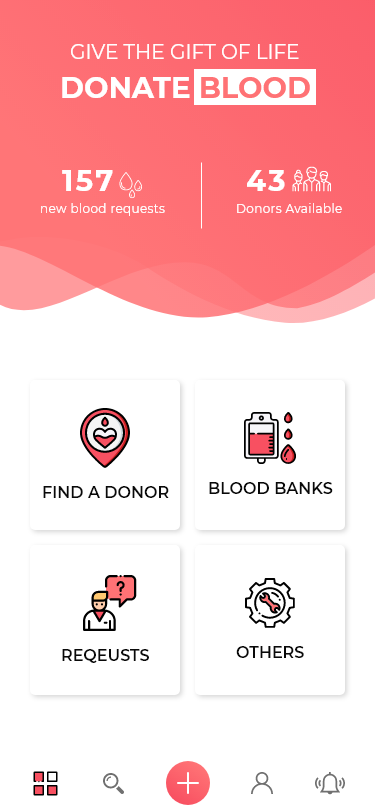 GIVE THE GIFT OF LIFE
DONATE BLOOD
157
new blood requests
43
Donors Available
FIND A DONOR
BLOOD BANKS
?
REQEUSTS
OTHERS